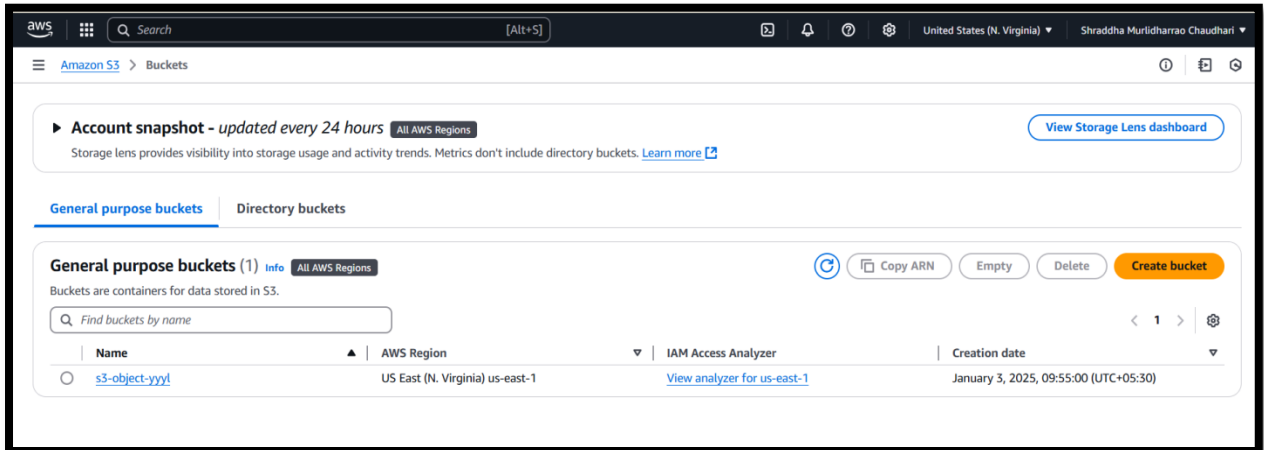 aws Search [Alt+S] United States (N. Virginia) Shraddha Murlidharrao Chaudhari
Amazon S3 > Buckets
Account snapshot - updated every 24 hours All AWS Regions View Storage Lens dashboard
Storage lens provides visibility into storage usage and activity trends. Metrics don't include directory buckets. Learn more
General purpose buckets Directory buckets
General purpose buckets (1) Info All AWS Regions Copy ARN Empty Delete Create bucket
Buckets are containers for data stored in S3.
Find buckets by name < 1 >
Name AWS Region IAM Access Analyzer Creation date
s3-object-yyyl US East (N. Virginia) us-east-1 View analyzer for us-east-1 January 3, 2025, 09:55:00 (UTC+05:30)